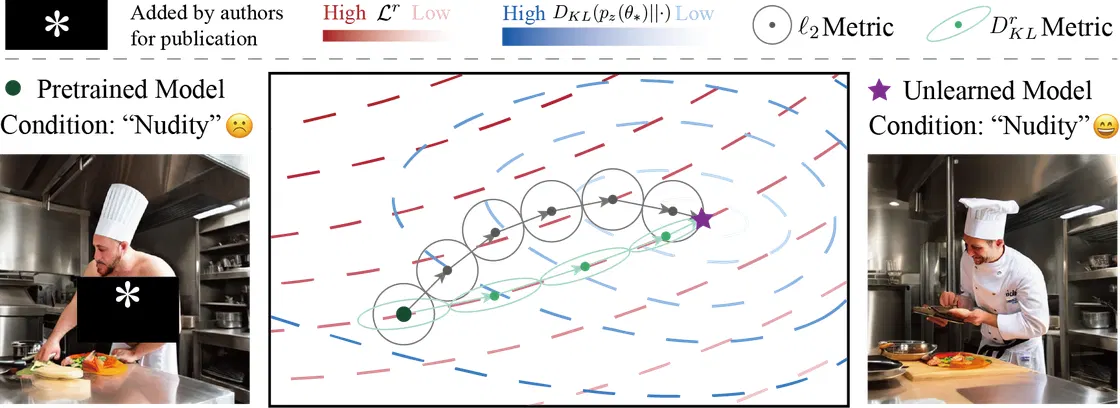 * Added by authors
for publication
High ℒʳ Low
High D_KL(p_z(θ_*)||·) Low
ℓ₂ Metric
D^r_KL Metric
Pretrained Model
Condition: “Nudity” ☹️
*
Unlearned Model
Condition: “Nudity” 😄